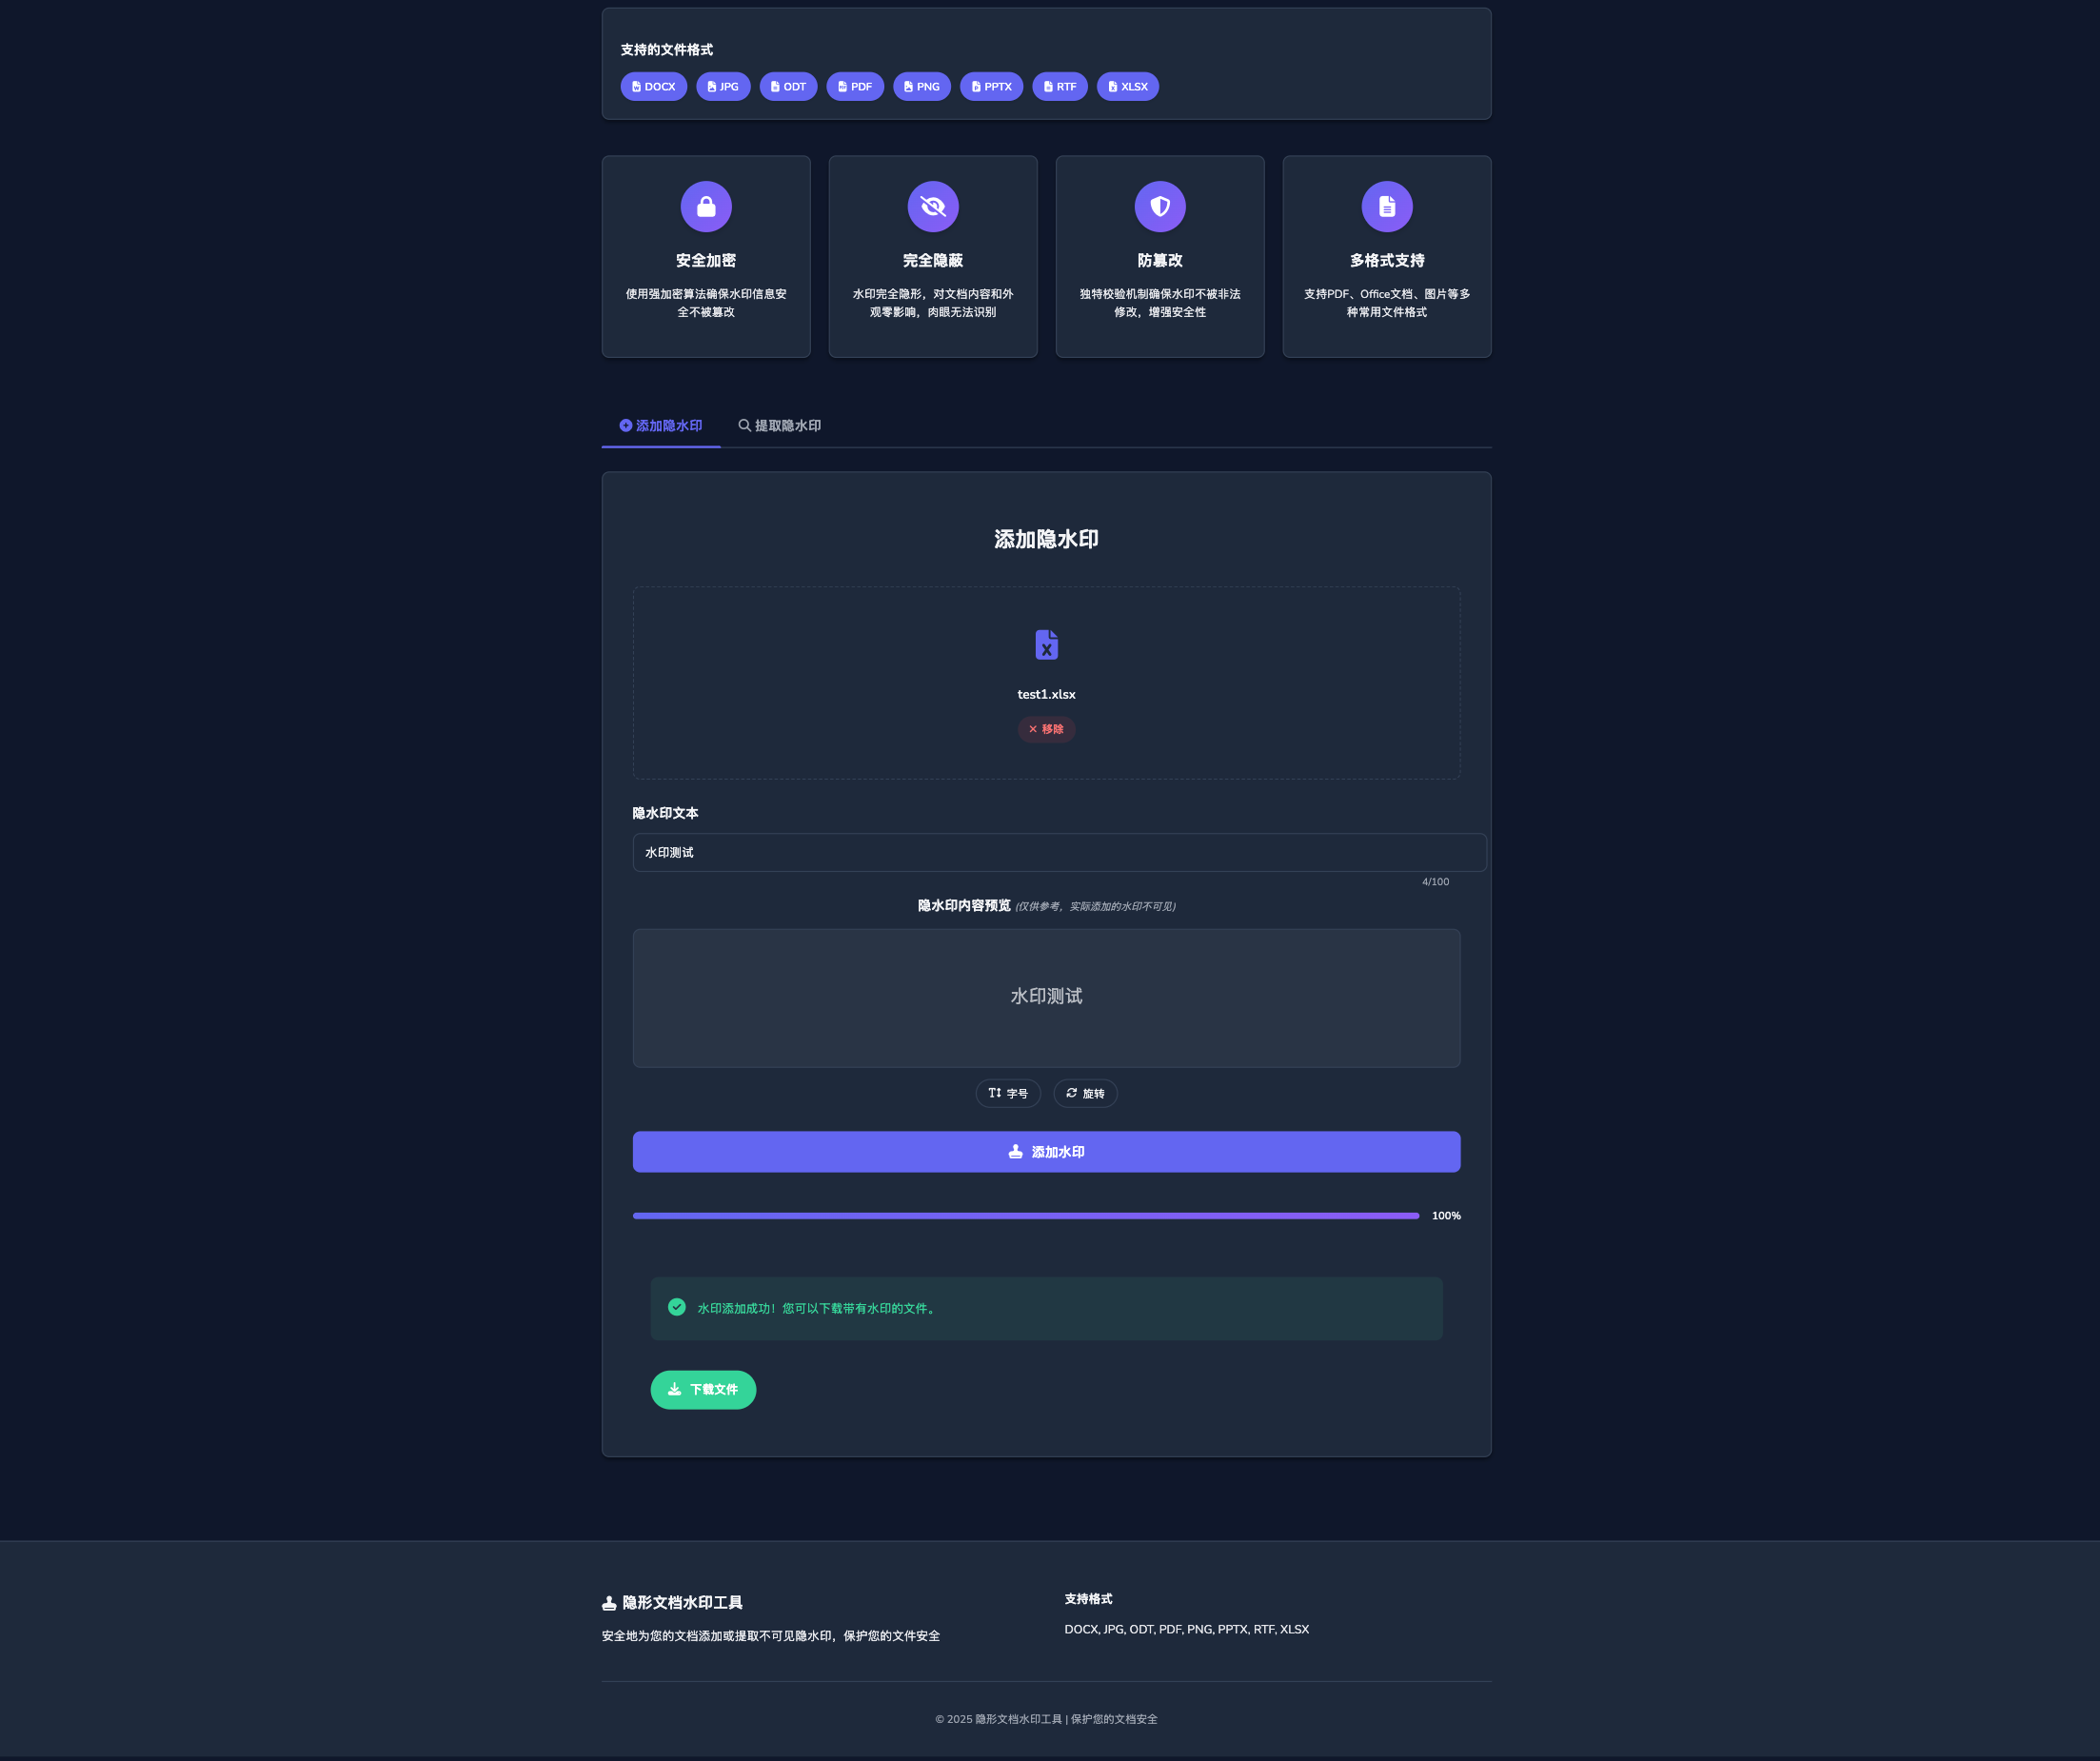 支持的文件格式
DOCX JPG ODT PDF PNG PPTX RTF XLSX
安全加密
使用强加密算法确保水印信息安
全不被篡改
完全隐蔽
水印完全隐形，对文档内容和外
观零影响，肉眼无法识别
防篡改
独特校验机制确保水印不被非法
修改，增强安全性
多格式支持
支持PDF、Office文档、图片等多
种常用文件格式
添加隐水印 提取隐水印
添加隐水印
test1.xlsx
移除
隐水印文本
水印测试
4/100
隐水印内容预览 (仅供参考，实际添加的水印不可见)
水印测试
字号 旋转
添加水印
100%
水印添加成功！您可以下载带有水印的文件。
下载文件
隐形文档水印工具
安全地为您的文档添加或提取不可见隐水印，保护您的文件安全
支持格式
DOCX, JPG, ODT, PDF, PNG, PPTX, RTF, XLSX
© 2025 隐形文档水印工具 | 保护您的文档安全